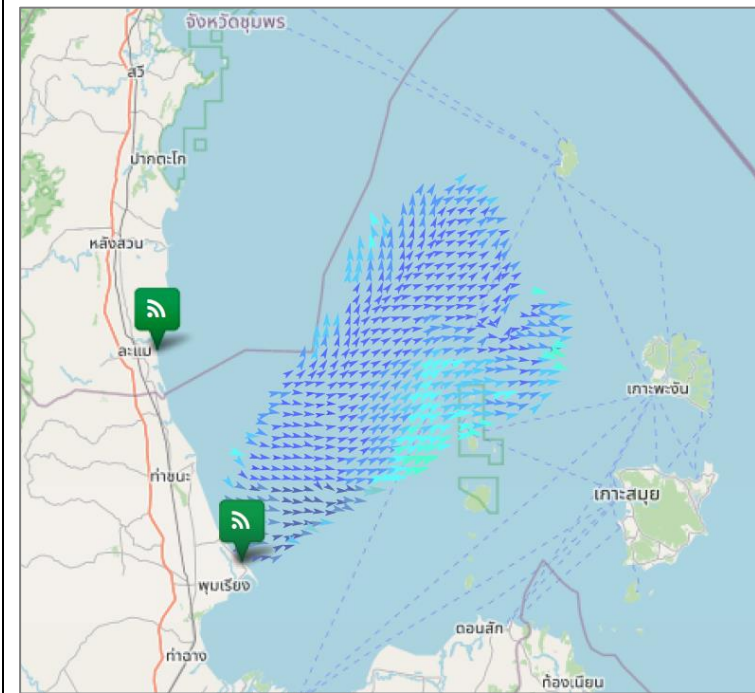 จังหวัดชุมพร
สวี
ปากตะโก
หลังสวน
ละแม
เกาะพะงัน
ท่าชนะ
เกาะสมุย
พุมเรียง
ดอนสัก
ท่าฉาง
ท้องเนียน